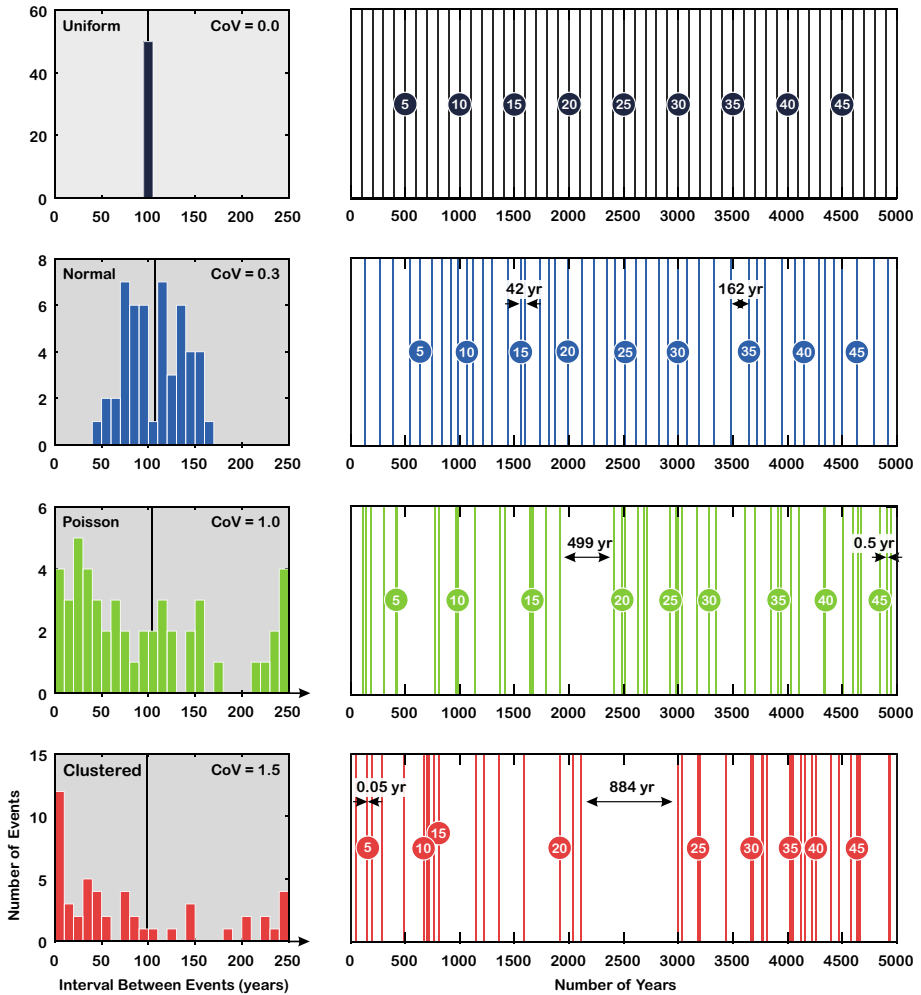 60
40
20
0
Uniform CoV = 0.0
0 50 100 150 200 250
5 10 15 20 25 30 35 40 45
0 500 1000 1500 2000 2500 3000 3500 4000 4500 5000
8
6
4
2
0
Normal CoV = 0.3
0 50 100 150 200 250
42 yr 162 yr
5 10 15 20 25 30 35 40 45
0 500 1000 1500 2000 2500 3000 3500 4000 4500 5000
6
4
2
0
Poisson CoV = 1.0
0 50 100 150 200 250
499 yr 0.5 yr
5 10 15 20 25 30 35 40 45
0 500 1000 1500 2000 2500 3000 3500 4000 4500 5000
15
10
5
0
Number of Events
Clustered CoV = 1.5
0 50 100 150 200 250
Interval Between Events (years)
0.05 yr 884 yr
5 10 15 20 25 30 35 40 45
0 500 1000 1500 2000 2500 3000 3500 4000 4500 5000
Number of Years